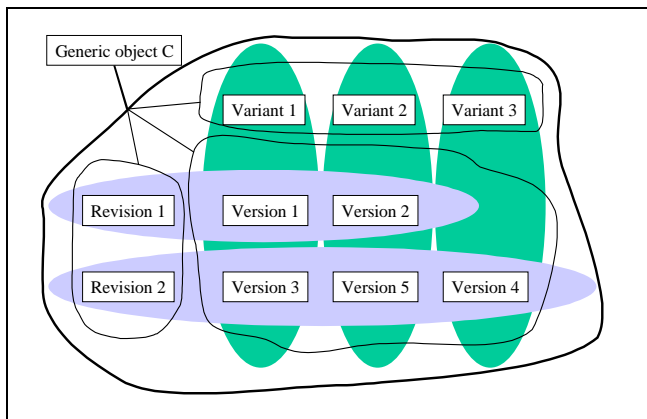 Generic object C
Variant 1
Variant 2
Variant 3
Revision 1
Version 1
Version 2
Revision 2
Version 3
Version 5
Version 4